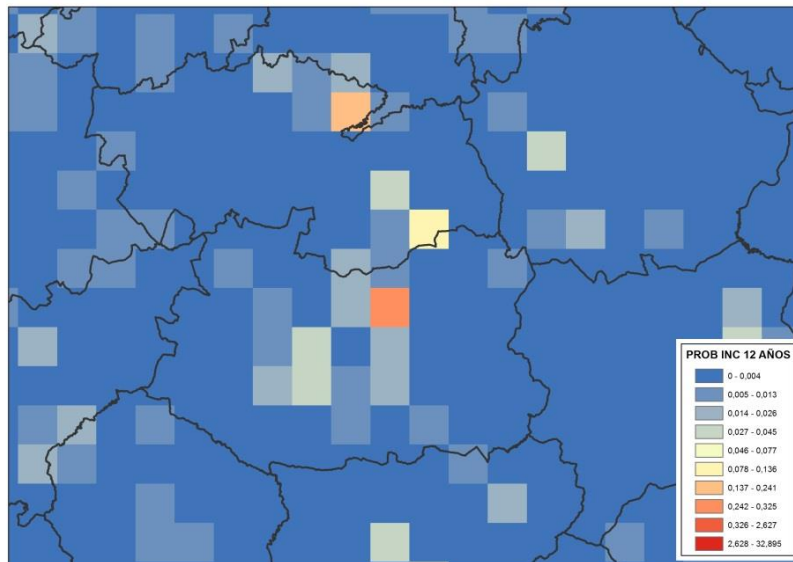 PROB INC 12 AÑOS
0 - 0,004
0,005 - 0,013
0,014 - 0,026
0,027 - 0,045
0,046 - 0,077
0,078 - 0,136
0,137 - 0,241
0,242 - 0,325
0,326 - 2,627
2,628 - 32,895